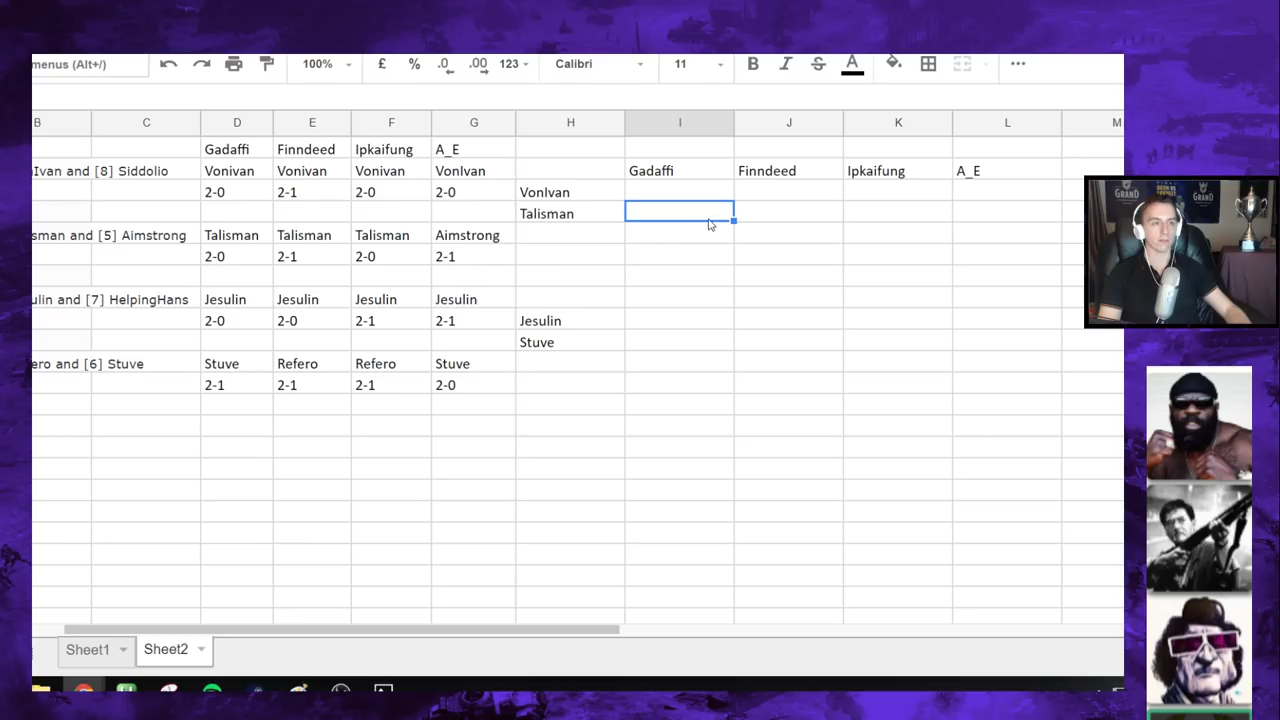 menus (Alt+/) 100% £ % .0 .00 123 Calibri 11 B I S A
B C D E F G H I J K L M
Gadaffi Finndeed Ipkaifung A_E
nIvan and [8] Siddolio Vonivan Vonivan Vonivan VonIvan Gadaffi Finndeed Ipkaifung A_E
2-0 2-1 2-0 2-0 VonIvan
Talisman
sman and [5] Aimstrong Talisman Talisman Talisman Aimstrong
2-0 2-1 2-0 2-1
ulin and [7] HelpingHans Jesulin Jesulin Jesulin Jesulin
2-0 2-0 2-1 2-1 Jesulin
Stuve
ero and [6] Stuve Stuve Refero Refero Stuve
2-1 2-1 2-1 2-0
Sheet1 Sheet2